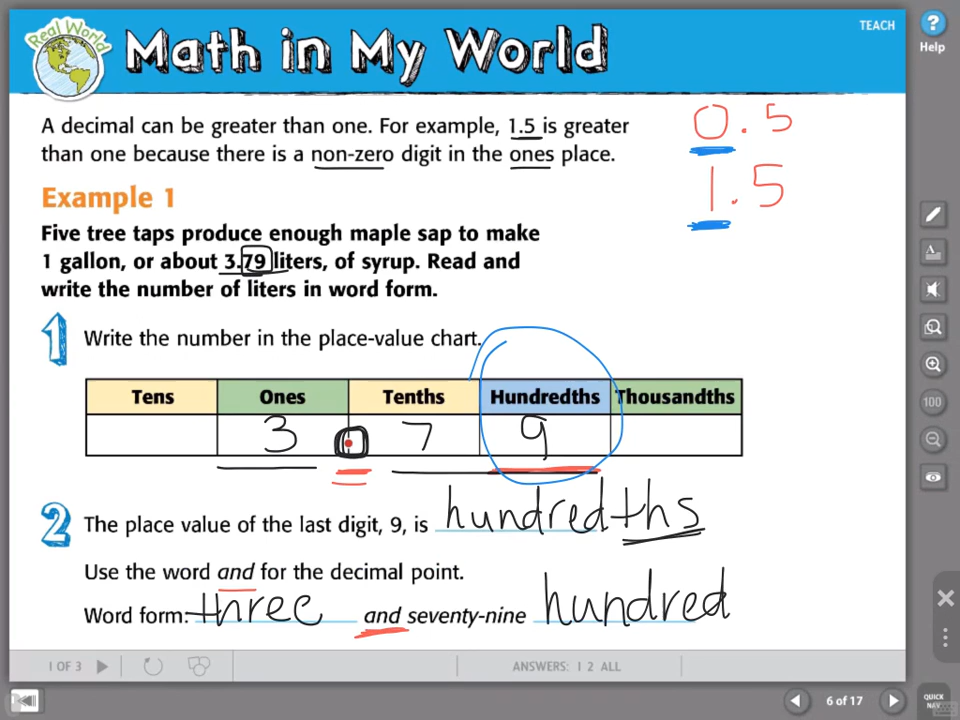 TEACH
Help
Real World
Math in My World
A decimal can be greater than one. For example, 1.5 is greater
than one because there is a non-zero digit in the ones place.
0.5
1.5
Example 1
Five tree taps produce enough maple sap to make
1 gallon, or about 3.79 liters, of syrup. Read and
write the number of liters in word form.
1 Write the number in the place-value chart.
Tens Ones Tenths Hundredths Thousandths
3 . 7 9
2 The place value of the last digit, 9, is hundredths
Use the word and for the decimal point.
Word form: three and seventy-nine hundred
100
1 OF 3
ANSWERS: 1 2 ALL
6 of 17
QUICK
NAV